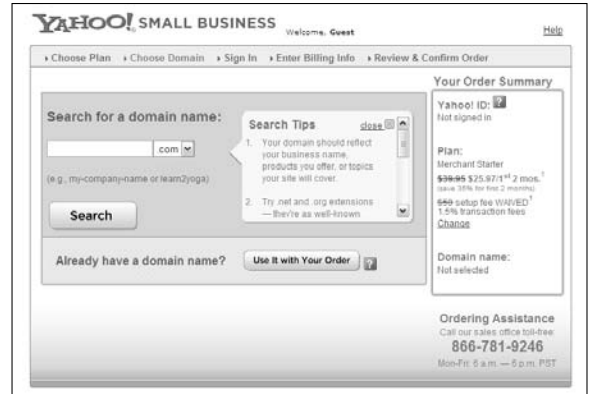 YAHOO! SMALL BUSINESS
Welcome, Guest
Help
Choose Plan Choose Domain Sign In Enter Billing Info Review & Confirm Order
Search for a domain name:
.com
(e.g., my-company-name or learn2yoga)
Search
Search Tips
close
1. Your domain should reflect
your business name,
products you offer, or topics
your site will cover.
2. Try .net and .org extensions
— they're as well-known
Already have a domain name?
Use It with Your Order
?
Your Order Summary
Yahoo! ID: ?
Not signed in
Plan:
Merchant Starter
$39.95 $25.97/1st 2 mos.†
(save 35% for first 2 months)
$50 setup fee WAIVED†
1.5% transaction fees
Change
Domain name:
Not selected
Ordering Assistance
Call our sales office toll-free:
866-781-9246
Mon-Fri: 6 a.m. — 6 p.m. PST